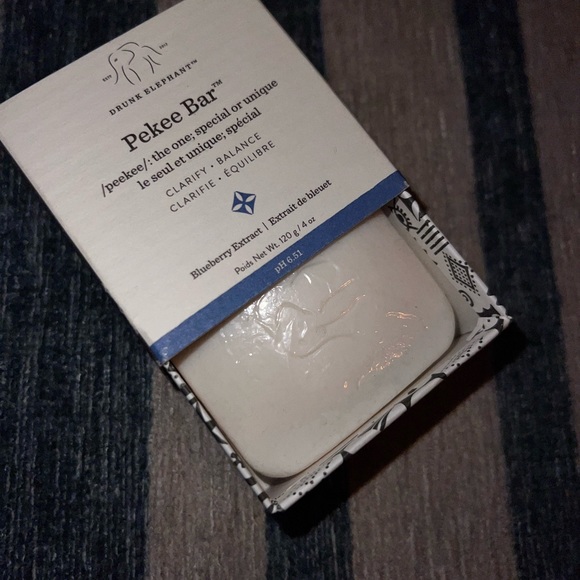 DRUNK ELEPHANT™
Pekee Bar™
/peekee/: the one; special or unique
le seul et unique; spécial
CLARIFY • BALANCE
CLARIFIE • ÉQUILIBRE
Blueberry Extract | Extrait de bleuet
Poids Net Wt. 120 g / 4 oz
pH 6.51